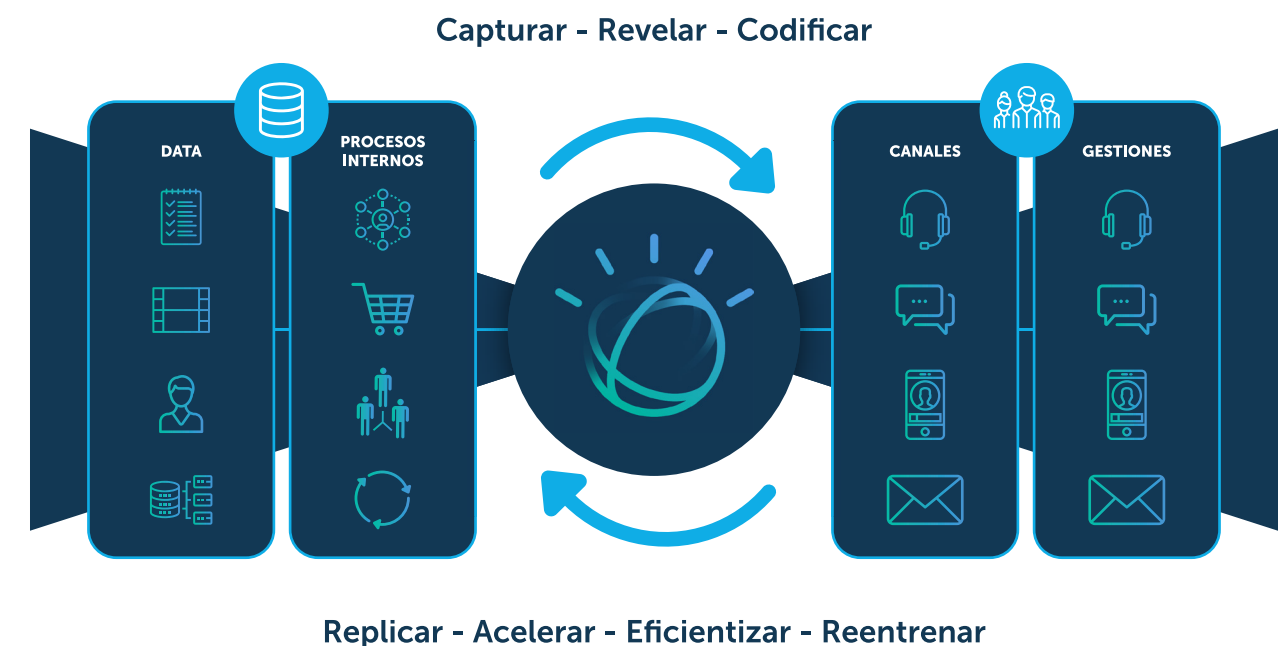 Capturar - Revelar - Codificar
DATA
PROCESOS
INTERNOS
CANALES
GESTIONES
Replicar - Acelerar - Eficientizar - Reentrenar